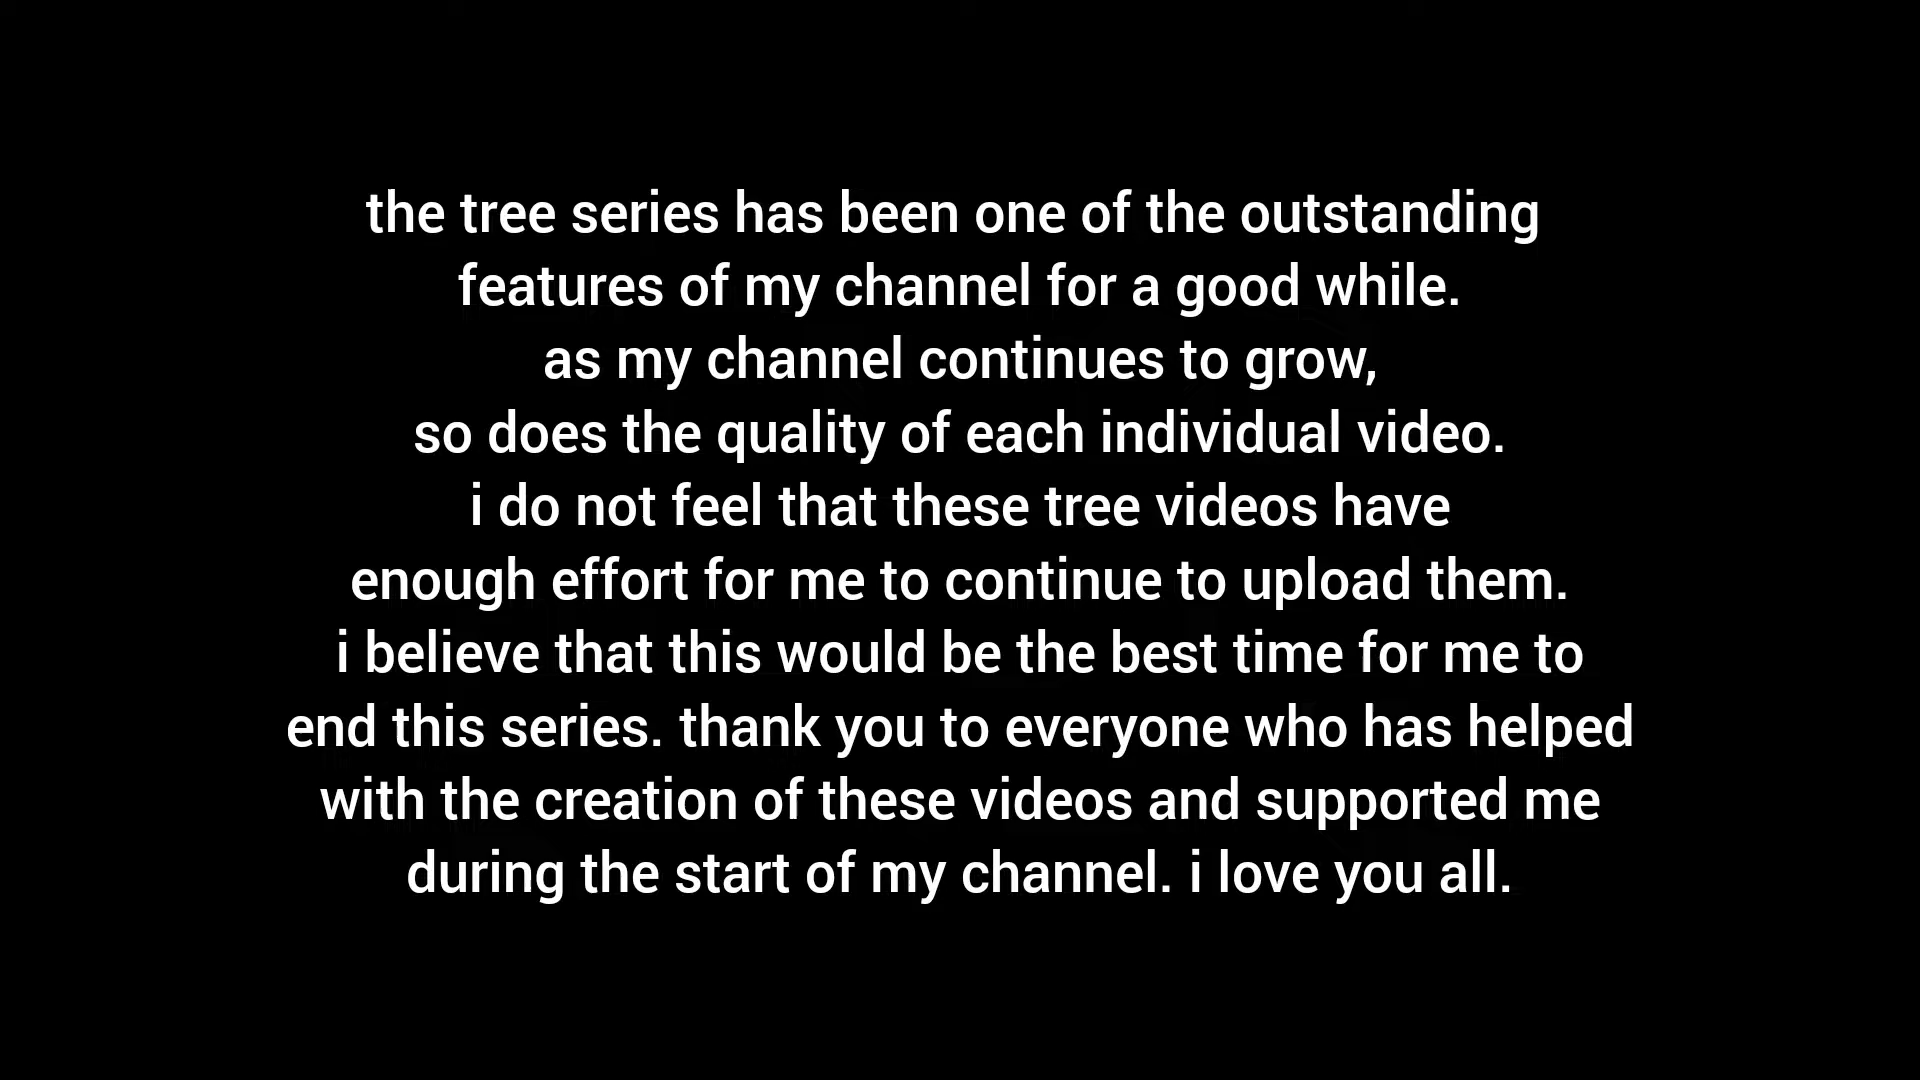 the tree series has been one of the outstanding
features of my channel for a good while.
as my channel continues to grow,
so does the quality of each individual video.
i do not feel that these tree videos have
enough effort for me to continue to upload them.
i believe that this would be the best time for me to
end this series. thank you to everyone who has helped
with the creation of these videos and supported me
during the start of my channel. i love you all.